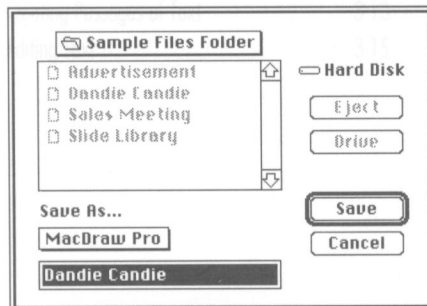 Sample Files Folder
Advertisement
Dandie Candie
Sales Meeting
Slide Library
Hard Disk
Eject
Drive
Save As...
MacDraw Pro
Dandie Candie
Save
Cancel